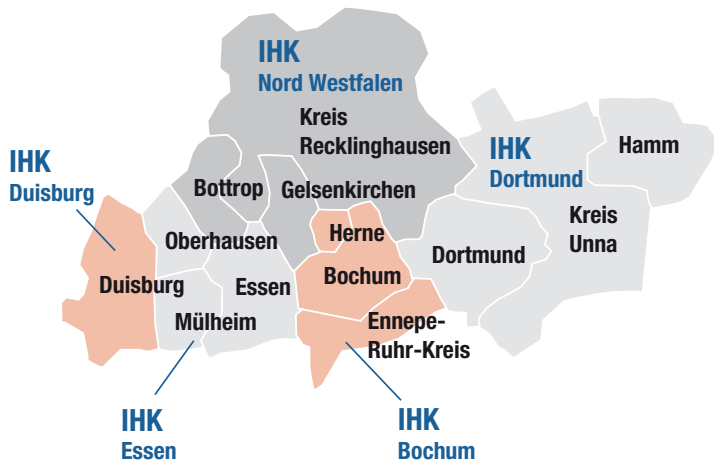 IHK
Nord Westfalen
Kreis
Recklinghausen
IHK
Dortmund
Hamm
IHK
Duisburg
Bottrop
Gelsenkirchen
Kreis
Unna
Oberhausen
Herne
Dortmund
Duisburg
Essen
Bochum
Mülheim
Ennepe-
Ruhr-Kreis
IHK
Essen
IHK
Bochum